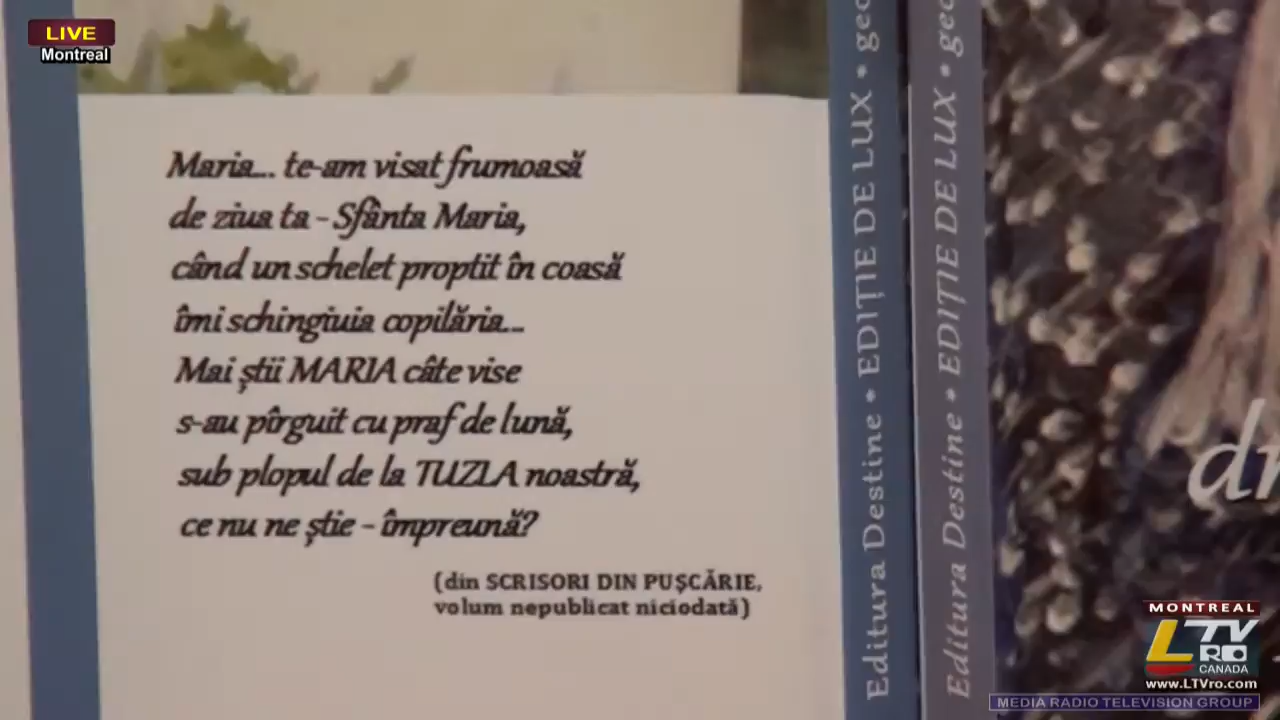 LIVE
Montreal
Maria... te-am visat frumoasă
de ziua ta - Sfânta Maria,
când un schelet proptit în coasă
îmi schingiuia copilăria...
Mai știi MARIA câte vise
s-au pîrguit cu praf de lună,
sub plopul de la TUZLA noastră,
ce nu ne știe - împreună?
(din SCRISORI DIN PUȘCĂRIE,
volum nepublicat niciodată)
Editura Destine • EDIȚIE DE LUX • geo
Editura Destine • EDIȚIE DE LUX • geo
MONTREAL
LTV
RO
CANADA
www.LTVro.com
MEDIA RADIO TELEVISION GROUP